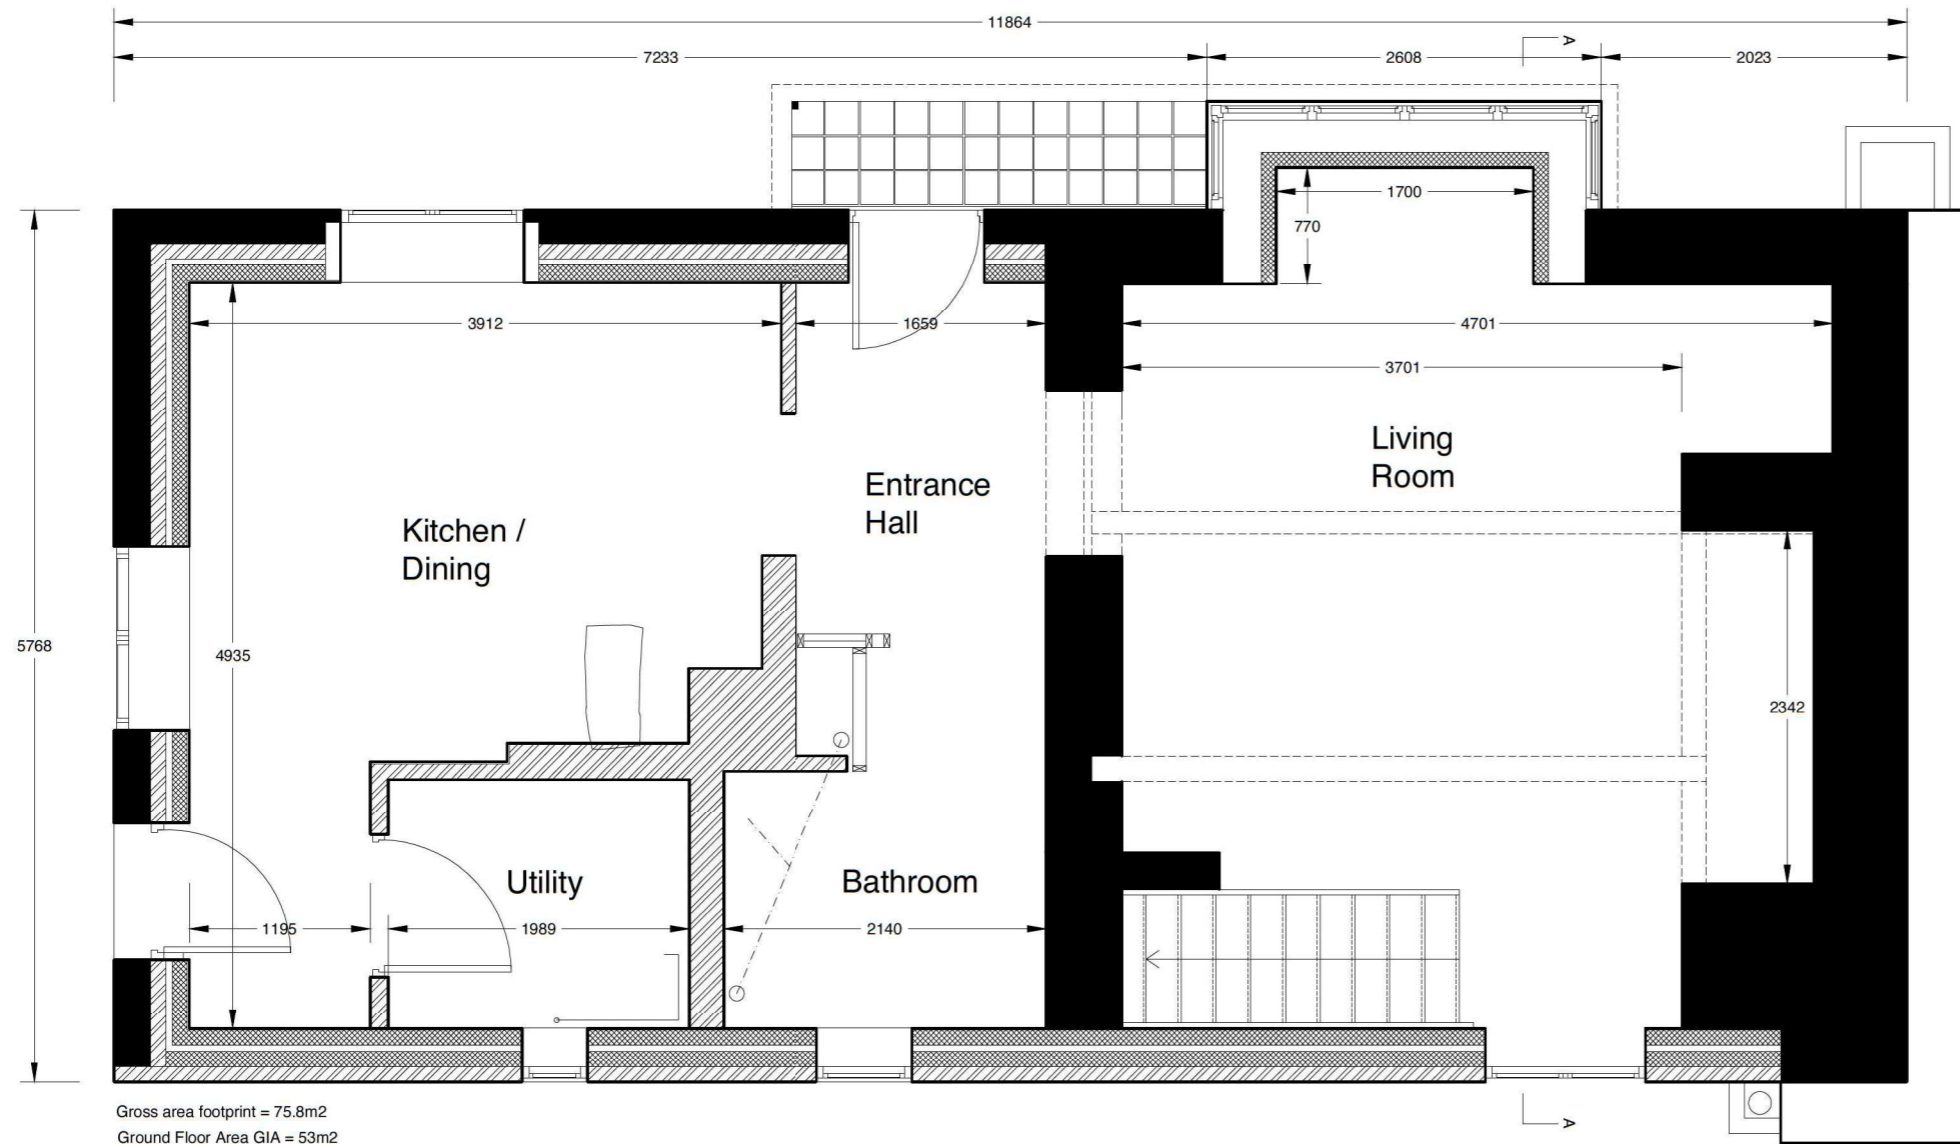 11864
A
7233
2608
2023
1700
770
3912
1659
4701
3701
Living
Room
Entrance
Hall
Kitchen /
Dining
5768
4935
2342
Utility
Bathroom
1195
1989
2140
Gross area footprint = 75.8m2
A
Ground Floor Area GIA = 53m2